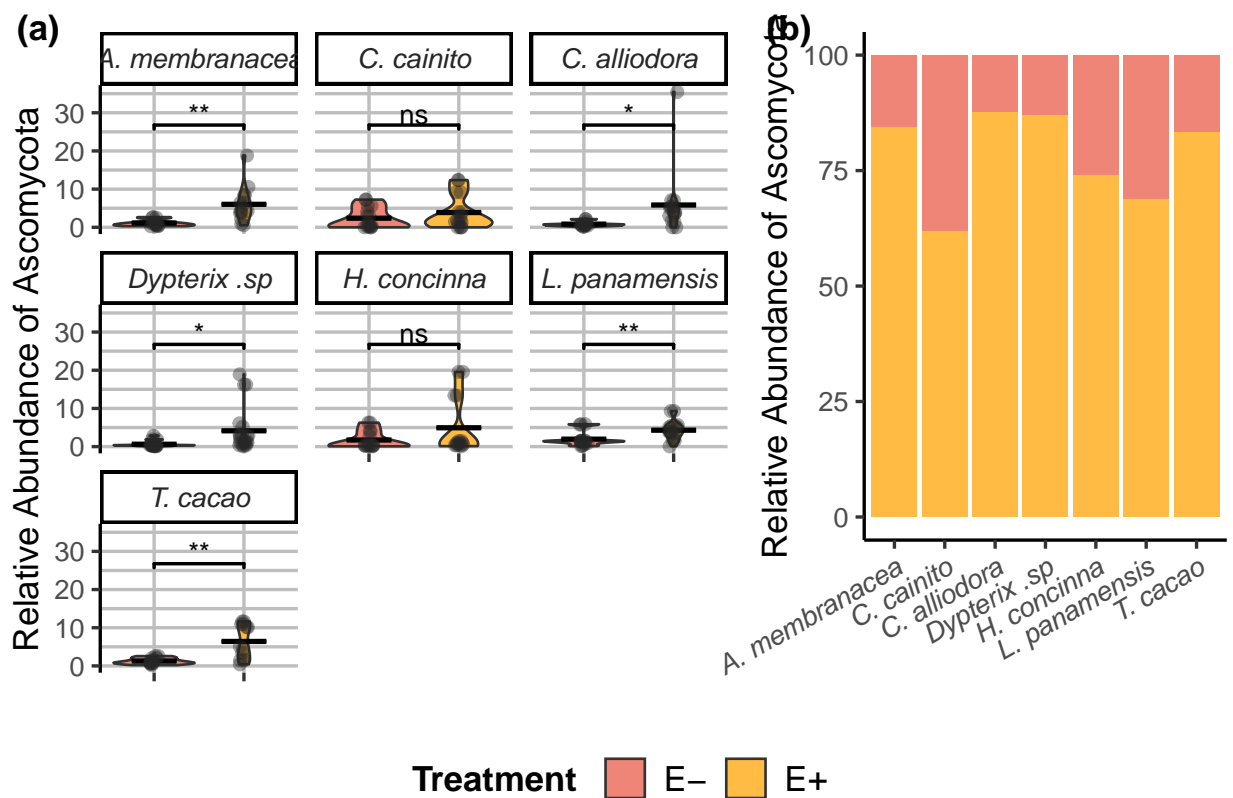 (a)
Relative Abundance of Ascomycota
A. membranacea
C. cainito
C. alliodora
30
20
10
0
**
ns
*
Dypterix .sp
H. concinna
L. panamensis
30
20
10
0
*
ns
**
T. cacao
30
20
10
0
**
(b)
Relative Abundance of Ascomycota
100
75
50
25
0
A. membranacea
C. cainito
C. alliodora
Dypterix .sp
H. concinna
L. panamensis
T. cacao
Treatment E− E+